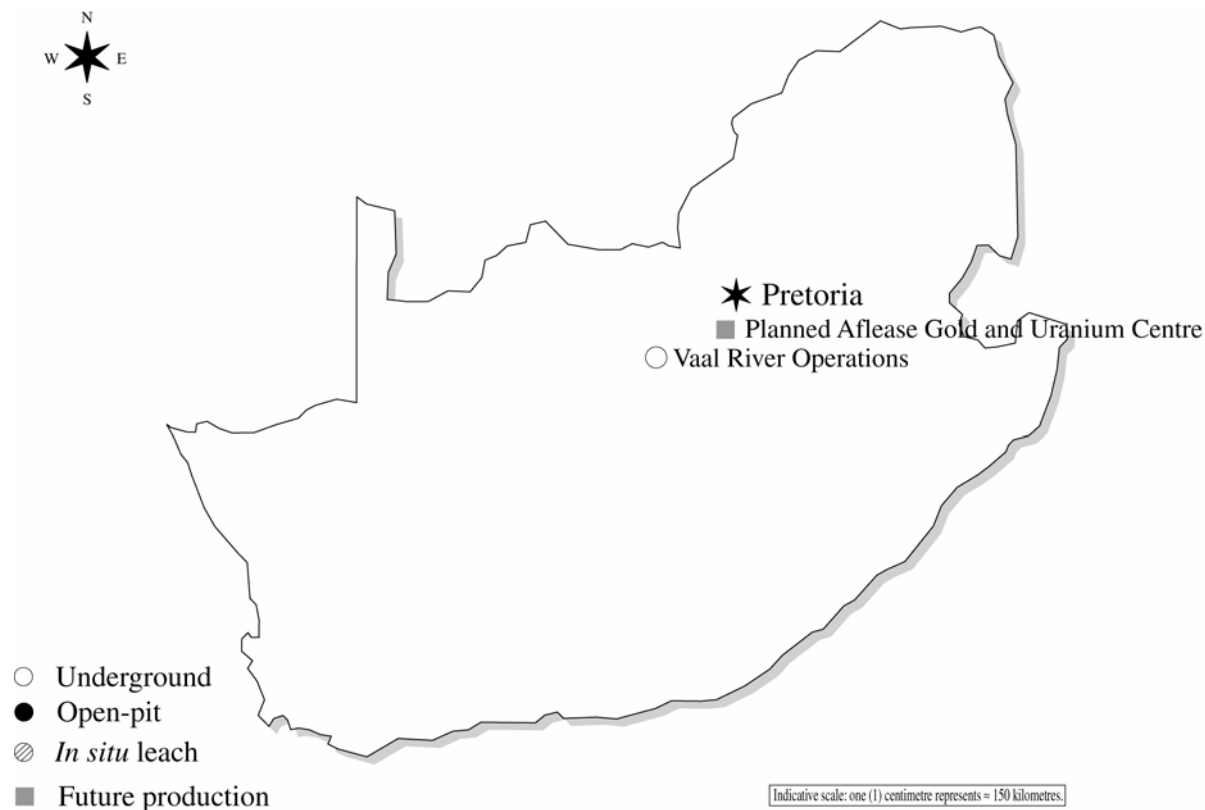 N
W E
S
Pretoria
Planned Aflease Gold and Uranium Centre
Vaal River Operations
Underground
Open-pit
In situ leach
Future production
Indicative scale: one (1) centimetre represents ≈ 150 kilometres.